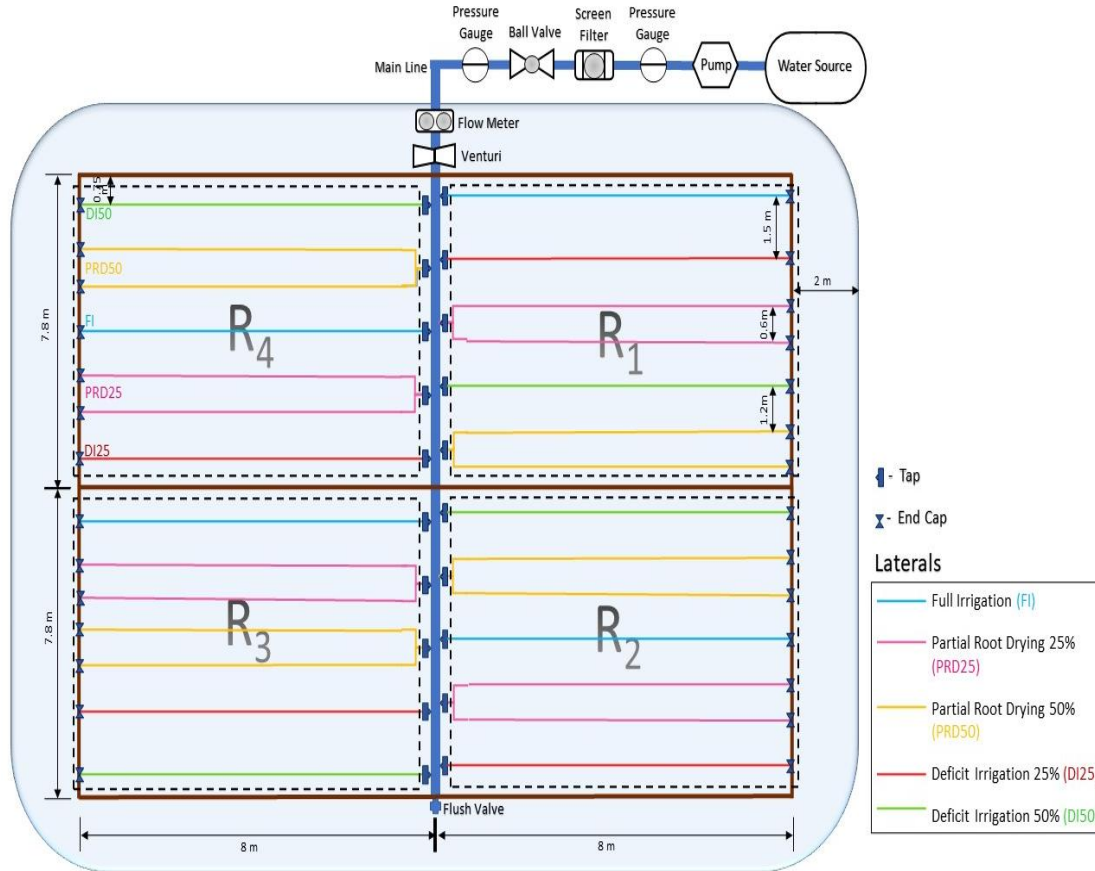 Pressure
Gauge
Ball Valve
Screen
Filter
Pressure
Gauge
Pump
Water Source
Main Line
Flow Meter
Venturi
0.75
m
DI50
PRD50
FI
PRD25
DI25
R4
R1
1.5 m
0.6m
1.2m
2 m
7.8 m
- Tap
- End Cap
Laterals
Full Irrigation (FI)
Partial Root Drying 25%
(PRD25)
Partial Root Drying 50%
(PRD50)
Deficit Irrigation 25% (DI25
Deficit Irrigation 50% (DI50
R3
R2
7.8 m
Flush Valve
8 m
8 m